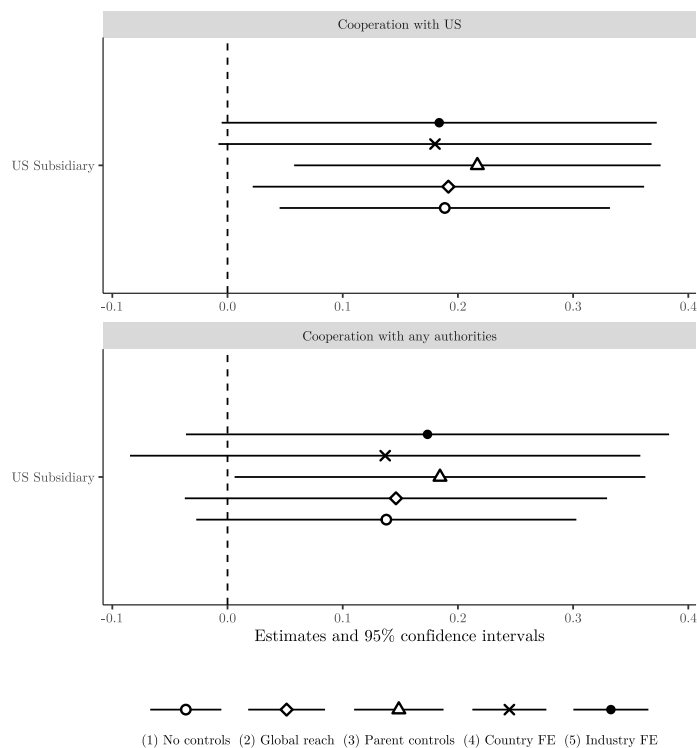 Cooperation with US
US Subsidiary
-0.1 0.0 0.1 0.2 0.3 0.4
Cooperation with any authorities
US Subsidiary
-0.1 0.0 0.1 0.2 0.3 0.4
Estimates and 95% confidence intervals
(1) No controls (2) Global reach (3) Parent controls (4) Country FE (5) Industry FE